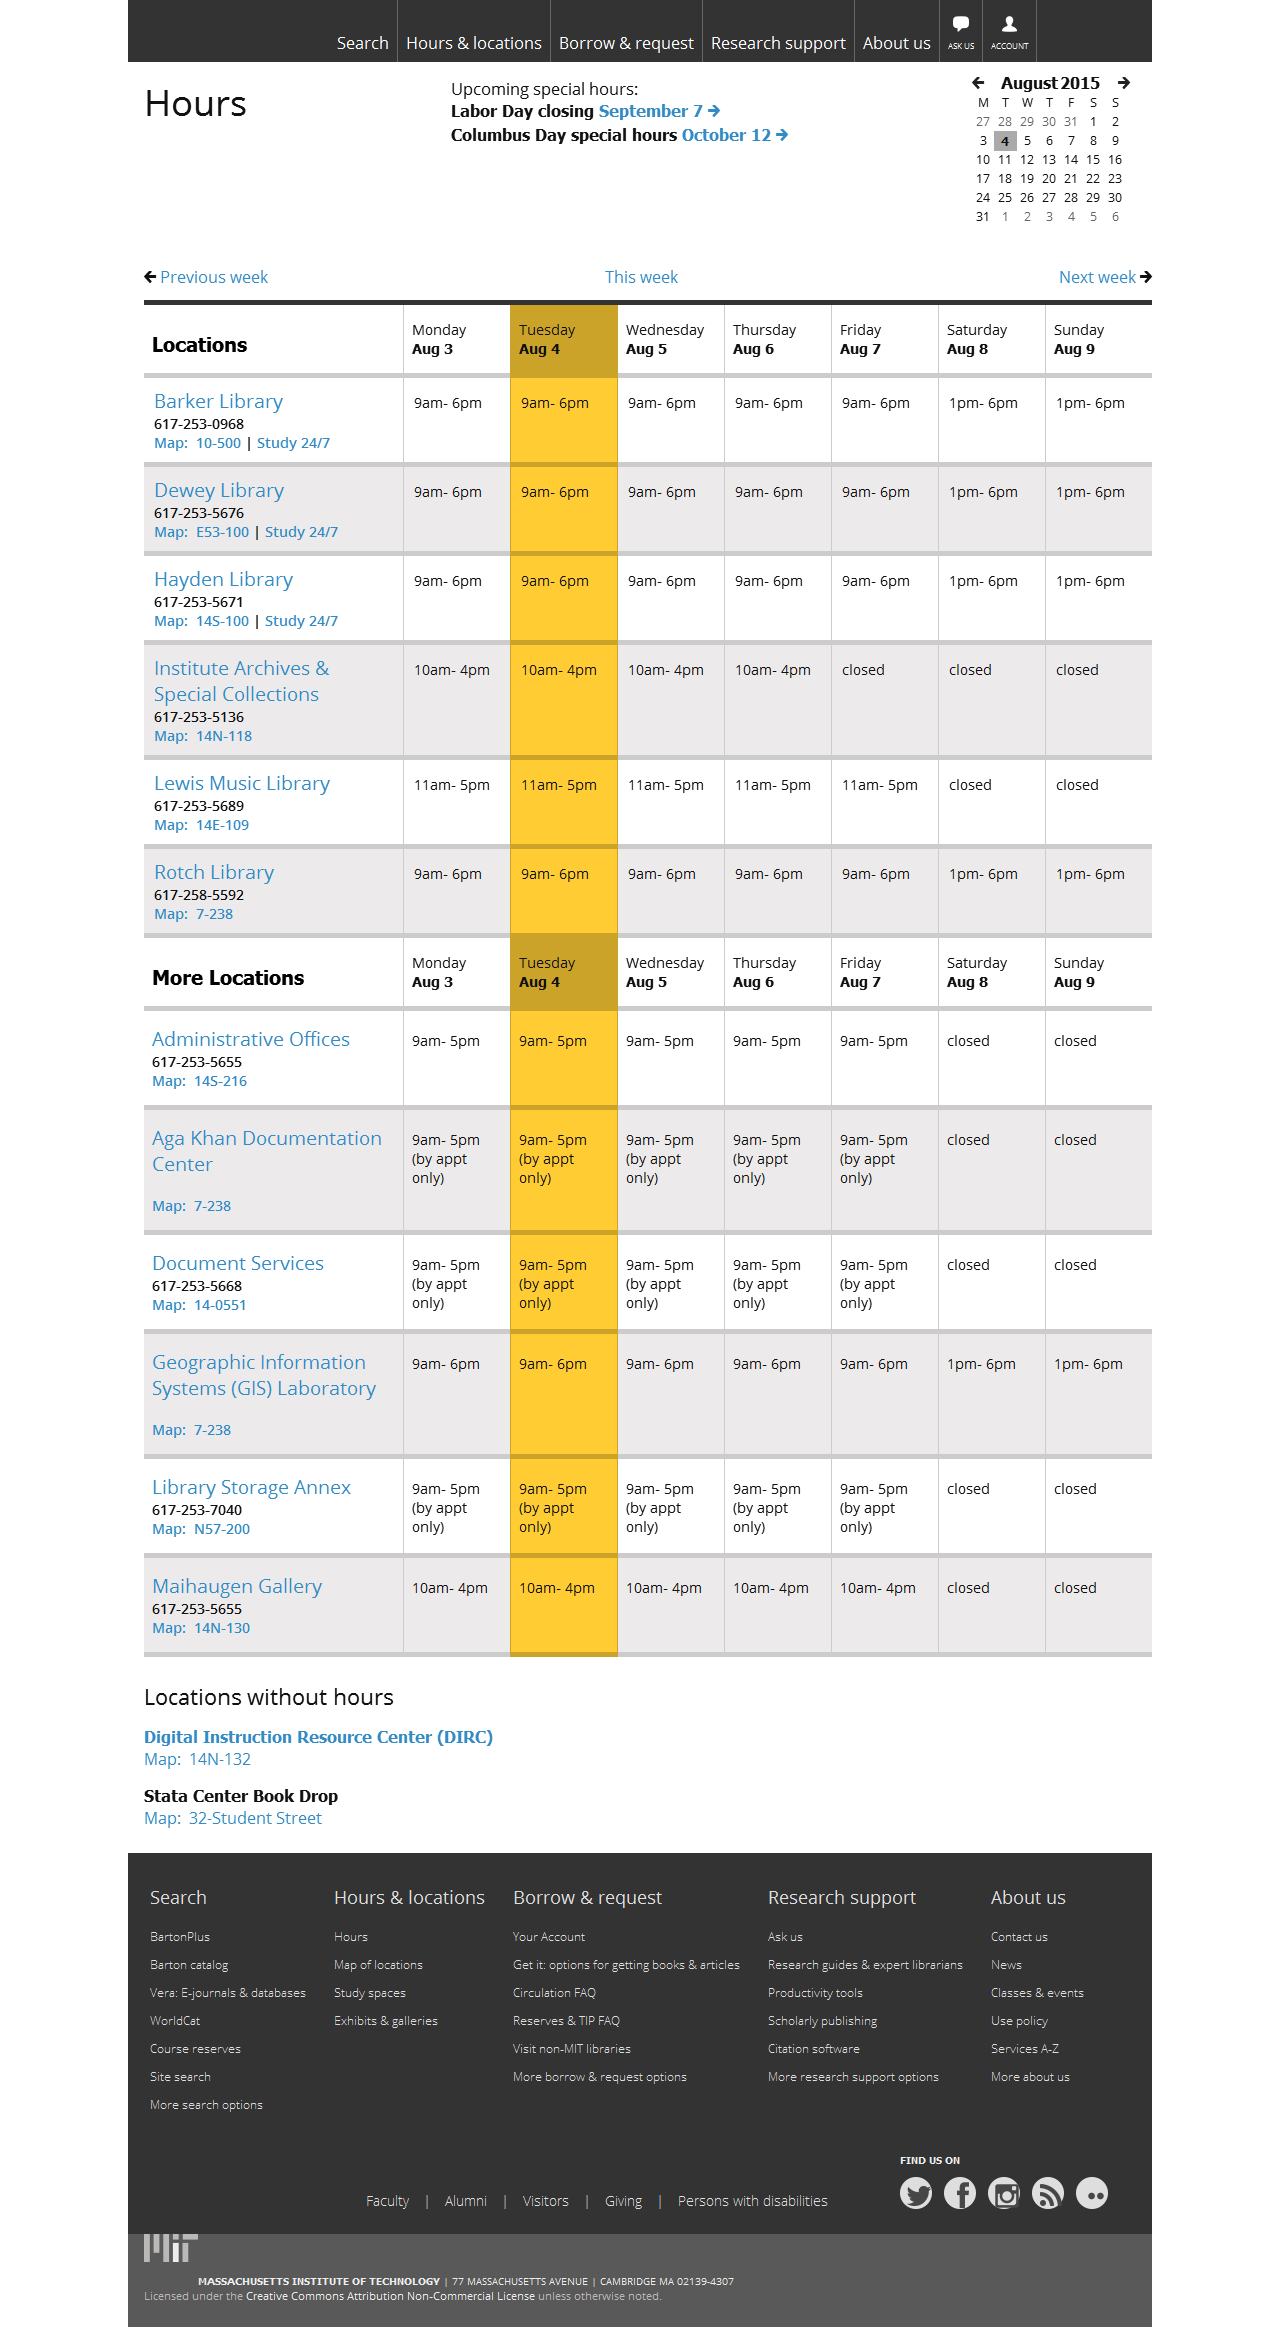 Search Hours & locations Borrow & request Research support About us ASK US ACCOUNT
Hours
Upcoming special hours:
Labor Day closing September 7
Columbus Day special hours October 12
August 2015
M T W T F S S
27 28 29 30 31 1 2
3 4 5 6 7 8 9
10 11 12 13 14 15 16
17 18 19 20 21 22 23
24 25 26 27 28 29 30
31 1 2 3 4 5 6
Previous week This week Next week
Locations Monday Aug 3 Tuesday Aug 4 Wednesday Aug 5 Thursday Aug 6 Friday Aug 7 Saturday Aug 8 Sunday Aug 9
Barker Library 9am- 6pm 9am- 6pm 9am- 6pm 9am- 6pm 9am- 6pm 1pm- 6pm 1pm- 6pm
617-253-0968
Map: 10-500 | Study 24/7
Dewey Library 9am- 6pm 9am- 6pm 9am- 6pm 9am- 6pm 9am- 6pm 1pm- 6pm 1pm- 6pm
617-253-5676
Map: E53-100 | Study 24/7
Hayden Library 9am- 6pm 9am- 6pm 9am- 6pm 9am- 6pm 9am- 6pm 1pm- 6pm 1pm- 6pm
617-253-5671
Map: 14S-100 | Study 24/7
Institute Archives & 10am- 4pm 10am- 4pm 10am- 4pm 10am- 4pm closed closed closed
Special Collections
617-253-5136
Map: 14N-118
Lewis Music Library 11am- 5pm 11am- 5pm 11am- 5pm 11am- 5pm 11am- 5pm closed closed
617-253-5689
Map: 14E-109
Rotch Library 9am- 6pm 9am- 6pm 9am- 6pm 9am- 6pm 9am- 6pm 1pm- 6pm 1pm- 6pm
617-258-5592
Map: 7-238
More Locations Monday Aug 3 Tuesday Aug 4 Wednesday Aug 5 Thursday Aug 6 Friday Aug 7 Saturday Aug 8 Sunday Aug 9
Administrative Offices 9am- 5pm 9am- 5pm 9am- 5pm 9am- 5pm 9am- 5pm closed closed
617-253-5655
Map: 14S-216
Aga Khan Documentation 9am- 5pm 9am- 5pm 9am- 5pm 9am- 5pm 9am- 5pm closed closed
Center (by appt (by appt (by appt (by appt (by appt
only) only) only) only) only)
Map: 7-238
Document Services 9am- 5pm 9am- 5pm 9am- 5pm 9am- 5pm 9am- 5pm closed closed
617-253-5668 (by appt (by appt (by appt (by appt (by appt
Map: 14-0551 only) only) only) only) only)
Geographic Information 9am- 6pm 9am- 6pm 9am- 6pm 9am- 6pm 9am- 6pm 1pm- 6pm 1pm- 6pm
Systems (GIS) Laboratory
Map: 7-238
Library Storage Annex 9am- 5pm 9am- 5pm 9am- 5pm 9am- 5pm 9am- 5pm closed closed
617-253-7040 (by appt (by appt (by appt (by appt (by appt
Map: N57-200 only) only) only) only) only)
Maihaugen Gallery 10am- 4pm 10am- 4pm 10am- 4pm 10am- 4pm 10am- 4pm closed closed
617-253-5655
Map: 14N-130
Locations without hours
Digital Instruction Resource Center (DIRC)
Map: 14N-132
Stata Center Book Drop
Map: 32-Student Street
Search
BartonPlus
Barton catalog
Vera: E-journals & databases
WorldCat
Course reserves
Site search
More search options
Hours & locations
Hours
Map of locations
Study spaces
Exhibits & galleries
Borrow & request
Your Account
Get it: options for getting books & articles
Circulation FAQ
Reserves & TIP FAQ
Visit non-MIT libraries
More borrow & request options
Research support
Ask us
Research guides & expert librarians
Productivity tools
Scholarly publishing
Citation software
More research support options
About us
Contact us
News
Classes & events
Use policy
Services A-Z
More about us
FIND US ON
Faculty | Alumni | Visitors | Giving | Persons with disabilities
MIT
MASSACHUSETTS INSTITUTE OF TECHNOLOGY | 77 MASSACHUSETTS AVENUE | CAMBRIDGE MA 02139-4307
Licensed under the Creative Commons Attribution Non-Commercial License unless otherwise noted.